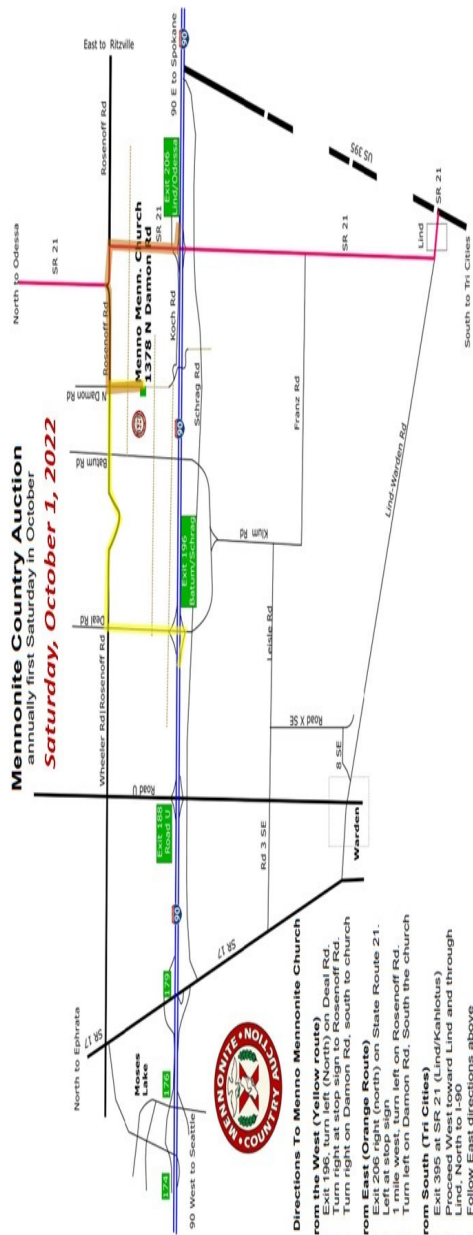 Mennonite Country Auction
annually first Saturday in October
Saturday, October 1, 2022
North to Ephrata
SR 17
North to Odessa
SR 21
East to Ritzville
Wheeler Rd|Rosenoff Rd
Rosenoff Rd
Rosenoff Rd
Road U
Deal Rd
Batum Rd
N Damon Rd
Menno Menn. Church
1378 N Damon Rd
SR 21
Moses
Lake
174
176
179
90
Exit 188
Road U
Exit 196
Batum/Schrag
90
Koch Rd
Exit 206
Lind/Odessa
90 E to Spokane
90
90 West to Seattle
Schrag Rd
SR 17
Klum Rd
Franz Rd
SR 21
US 395
Rd 3 SE
Leisle Rd
Road X SE
8 SE
Warden
Lind-Warden Rd
Lind
SR 21
South to Tri Cities
MENNONITE COUNTRY AUCTION
Directions To Menno Mennonite Church
rom the West (Yellow route)
Exit 196, turn left (North) on Deal Rd.
Turn right at stop sign to Rosenoff Rd.
Turn right on Damon Rd, south to church
rom East (Orange Route)
Exit 206 right (north) on State Route 21.
Left at stop sign
1 mile west, turn left on Rosenoff Rd.
Turn left on Damon Rd. South the church
rom South (Tri Cities)
Exit 395 at SR 21 (Lind/Kahlotus)
Proceed West toward Lind and through
Lind, North to I-90
Follow East directions above